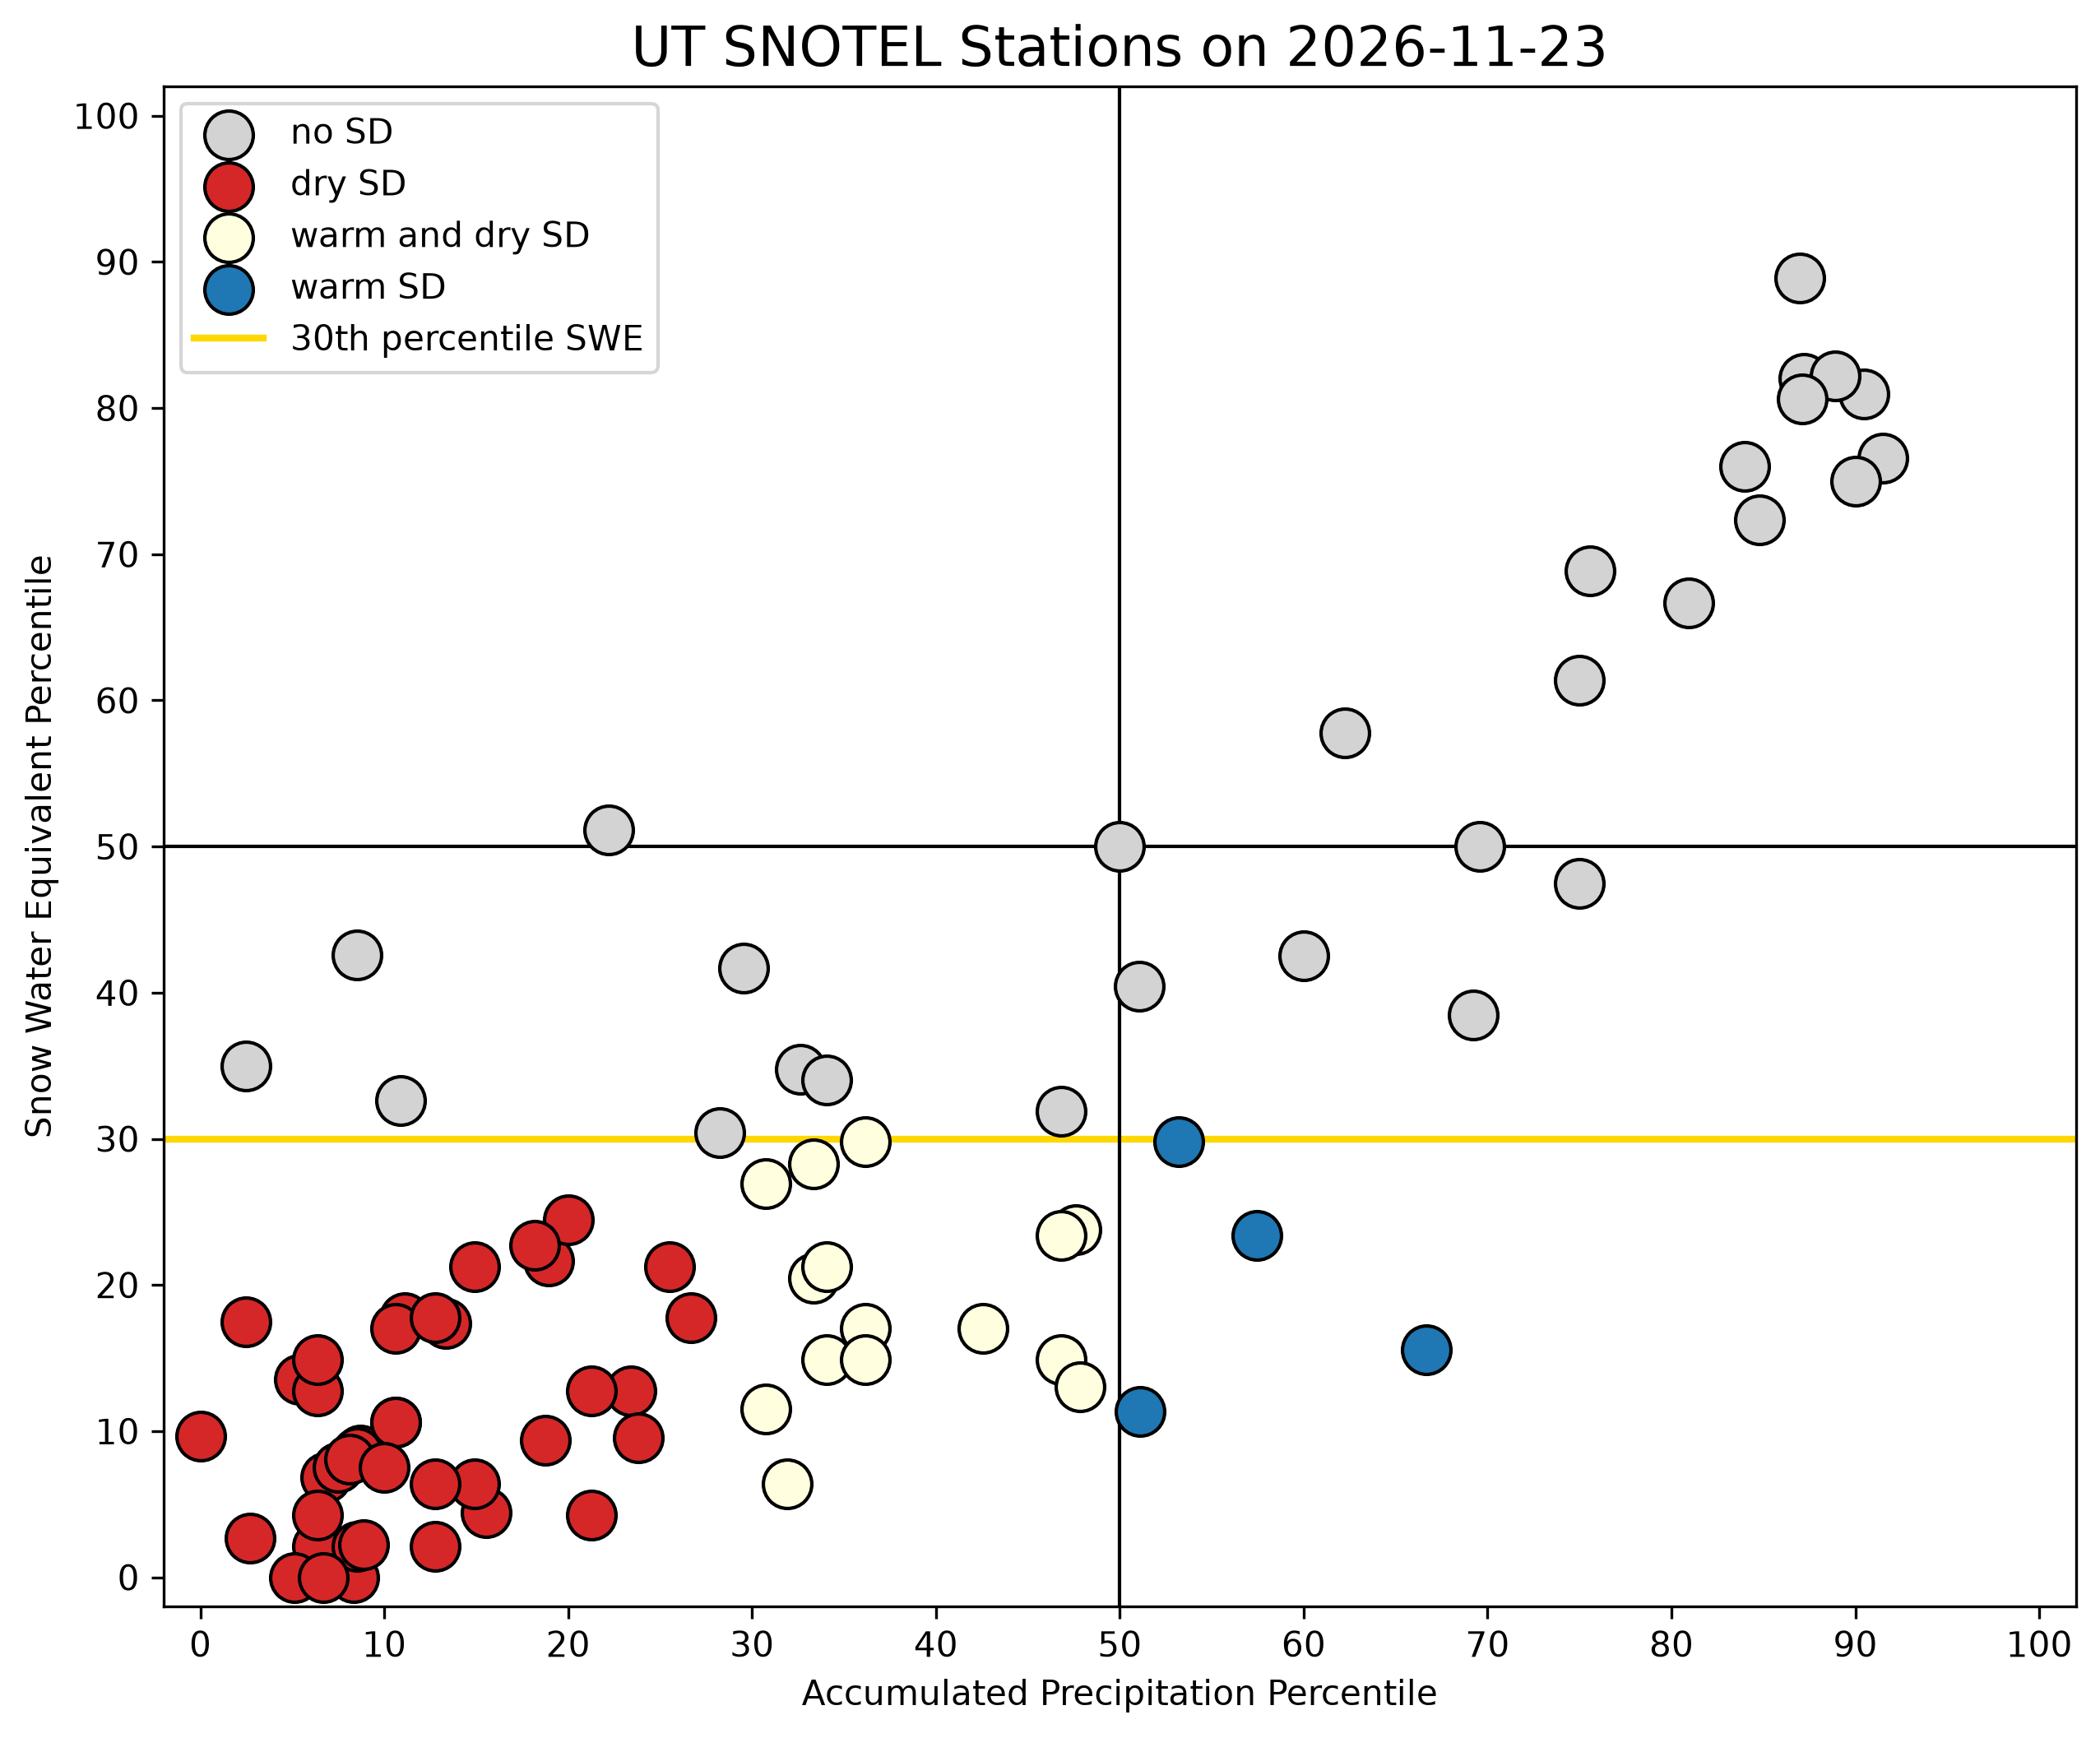 UT SNOTEL Stations on 2026-11-23
no SD
dry SD
warm and dry SD
warm SD
30th percentile SWE
Snow Water Equivalent Percentile
100
90
80
70
60
50
40
30
20
10
0
0 10 20 30 40 50 60 70 80 90 100
Accumulated Precipitation Percentile